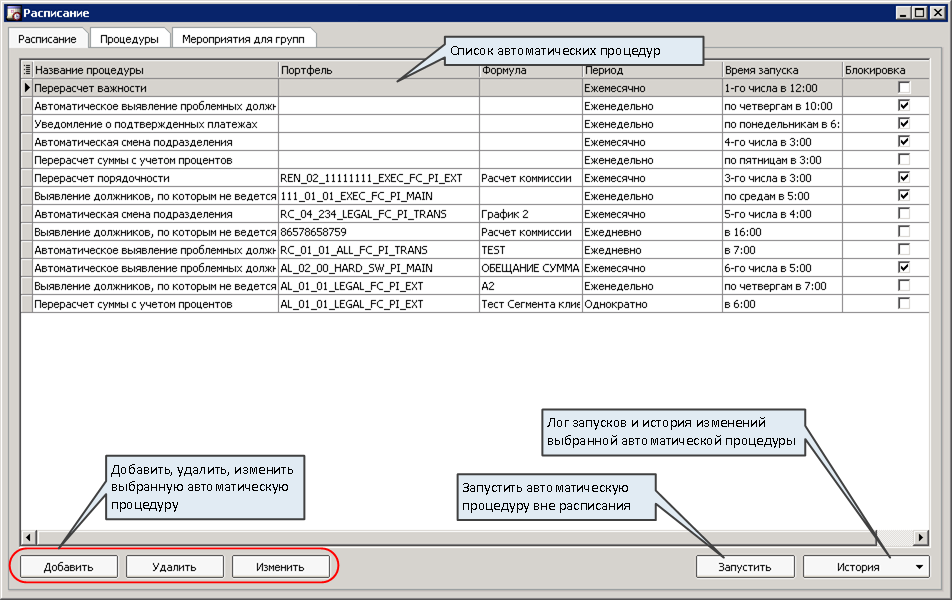 Расписание
Расписание Процедуры Мероприятия для групп
Список автоматических процедур
Название процедуры Портфель Формула Период Время запуска Блокировка
Перерасчет важности Ежемесячно 1-го числа в 12:00
Автоматическое выявление проблемных должн Еженедельно по четвергам в 10:00
Уведомление о подтвержденных платежах Еженедельно по понедельникам в 6:
Автоматическая смена подразделения Ежемесячно 4-го числа в 3:00
Перерасчет суммы с учетом процентов Еженедельно по пятницам в 3:00
Перерасчет порядочности REN_02_11111111_EXEC_FC_PI_EXT Расчет комиссии Ежемесячно 3-го числа в 3:00
Выявление должников, по которым не ведется 111_01_01_EXEC_FC_PI_MAIN Еженедельно по средам в 5:00
Автоматическая смена подразделения RC_04_234_LEGAL_FC_PI_TRANS График 2 Ежемесячно 5-го числа в 4:00
Выявление должников, по которым не ведется 86578658759 Расчет комиссии Ежедневно в 16:00
Автоматическое выявление проблемных должн RC_01_01_ALL_FC_PI_TRANS TEST Ежедневно в 7:00
Автоматическое выявление проблемных должн AL_02_00_HARD_SW_PI_MAIN ОБЕЩАНИЕ СУММА Ежемесячно 6-го числа в 5:00
Выявление должников, по которым не ведется AL_01_01_LEGAL_FC_PI_EXT А2 Еженедельно по четвергам в 7:00
Перерасчет суммы с учетом процентов AL_01_01_LEGAL_FC_PI_EXT Тест Сегмента кли Однократно в 6:00
Лог запусков и история изменений
выбранной автоматической процедуры
Добавить, удалить, изменить
выбранную автоматическую
процедуру
Запустить автоматическую
процедуру вне расписания
Добавить Удалить Изменить Запустить История